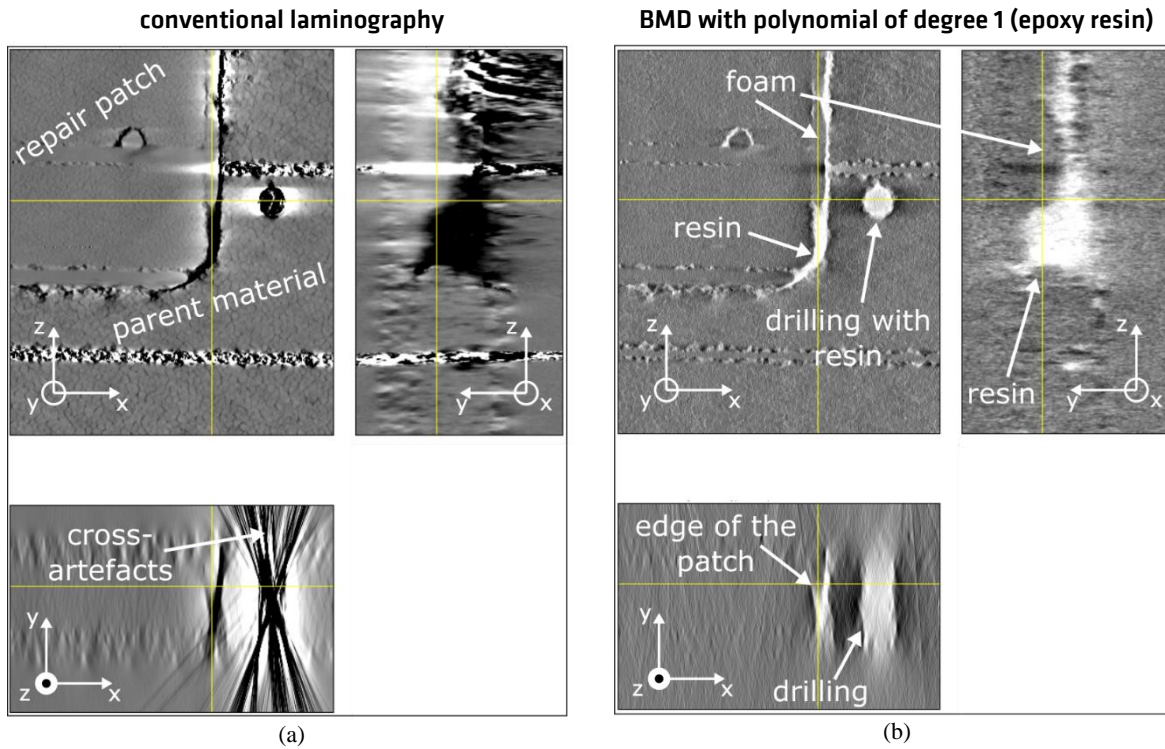 conventional laminography
repair patch
parent material
z
y
x
z
y
x
cross-
artefacts
y
z
x
(a)
BMD with polynomial of degree 1 (epoxy resin)
foam
resin
drilling with
resin
z
y
x
z
resin
y
x
edge of the
patch
y
z
x
drilling
(b)